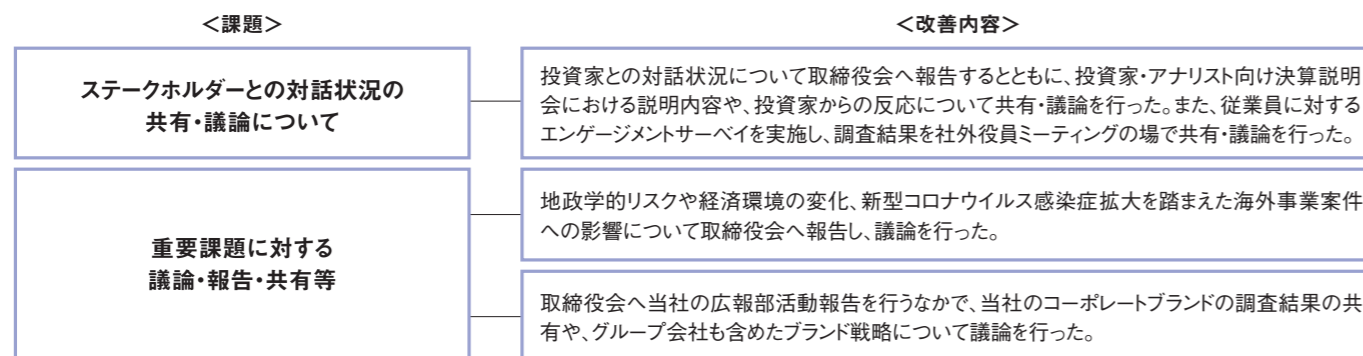 ＜課題＞
＜改善内容＞
ステークホルダーとの対話状況の
共有・議論について
投資家との対話状況について取締役会へ報告するとともに、投資家・アナリスト向け決算説明
会における説明内容や、投資家からの反応について共有・議論を行った。また、従業員に対する
エンゲージメントサーベイを実施し、調査結果を社外役員ミーティングの場で共有・議論を行った。
重要課題に対する
議論・報告・共有等
地政学的リスクや経済環境の変化、新型コロナウイルス感染症拡大を踏まえた海外事業案件
への影響について取締役会へ報告し、議論を行った。
取締役会へ当社の広報部活動報告を行うなかで、当社のコーポレートブランドの調査結果の共
有や、グループ会社も含めたブランド戦略について議論を行った。